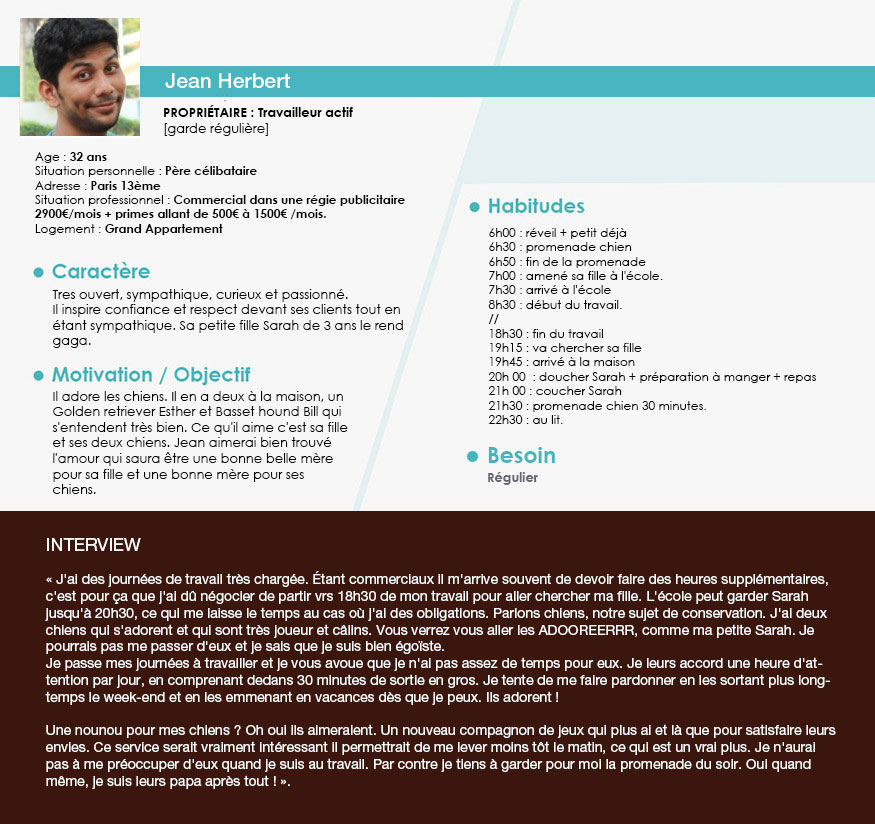 Jean Herbert
PROPRIÉTAIRE : Travailleur actif
[garde régulière]
Age : 32 ans
Situation personnelle : Père célibataire
Adresse : Paris 13ème
Situation professionnel : Commercial dans une régie publicitaire
2900€/mois + primes allant de 500€ à 1500€ /mois.
Logement : Grand Appartement
Caractère
Tres ouvert, sympathique, curieux et passionné.
Il inspire confiance et respect devant ses clients tout en
étant sympathique. Sa petite fille Sarah de 3 ans le rend
gaga.
Motivation / Objectif
Il adore les chiens. Il en a deux à la maison, un
Golden retriever Esther et Basset hound Bill qui
s'entendent très bien. Ce qu'il aime c'est sa fille
et ses deux chiens. Jean aimerai bien trouvé
l'amour qui saura être une bonne belle mère
pour sa fille et une bonne mère pour ses
chiens.
Habitudes
6h00 : réveil + petit déjà
6h30 : promenade chien
6h50 : fin de la promenade
7h00 : amené sa fille à l'école.
7h30 : arrivé à l'école
8h30 : début du travail.
//
18h30 : fin du travail
19h15 : va chercher sa fille
19h45 : arrivé à la maison
20h 00 : doucher Sarah + préparation à manger + repas
21h 00 : coucher Sarah
21h30 : promenade chien 30 minutes.
22h30 : au lit.
Besoin
Régulier
INTERVIEW
« J'ai des journées de travail très chargée. Étant commerciaux il m'arrive souvent de devoir faire des heures supplémentaires,
c'est pour ça que j'ai dû négocier de partir vrs 18h30 de mon travail pour aller chercher ma fille. L'école peut garder Sarah
jusqu'à 20h30, ce qui me laisse le temps au cas où j'ai des obligations. Parlons chiens, notre sujet de conservation. J'ai deux
chiens qui s'adorent et qui sont très joueur et câlins. Vous verrez vous aller les ADOOREERRR, comme ma petite Sarah. Je
pourrais pas me passer d'eux et je sais que je suis bien égoïste.
Je passe mes journées à travailler et je vous avoue que je n'ai pas assez de temps pour eux. Je leurs accord une heure d'at-
tention par jour, en comprenant dedans 30 minutes de sortie en gros. Je tente de me faire pardonner en les sortant plus long-
temps le week-end et en les emmenant en vacances dès que je peux. Ils adorent !
Une nounou pour mes chiens ? Oh oui ils aimeraient. Un nouveau compagnon de jeux qui plus ai et là que pour satisfaire leurs
envies. Ce service serait vraiment intéressant il permettrait de me lever moins tôt le matin, ce qui est un vrai plus. Je n'aurai
pas à me préoccuper d'eux quand je suis au travail. Par contre je tiens à garder pour moi la promenade du soir. Oui quand
même, je suis leurs papa après tout ! ».